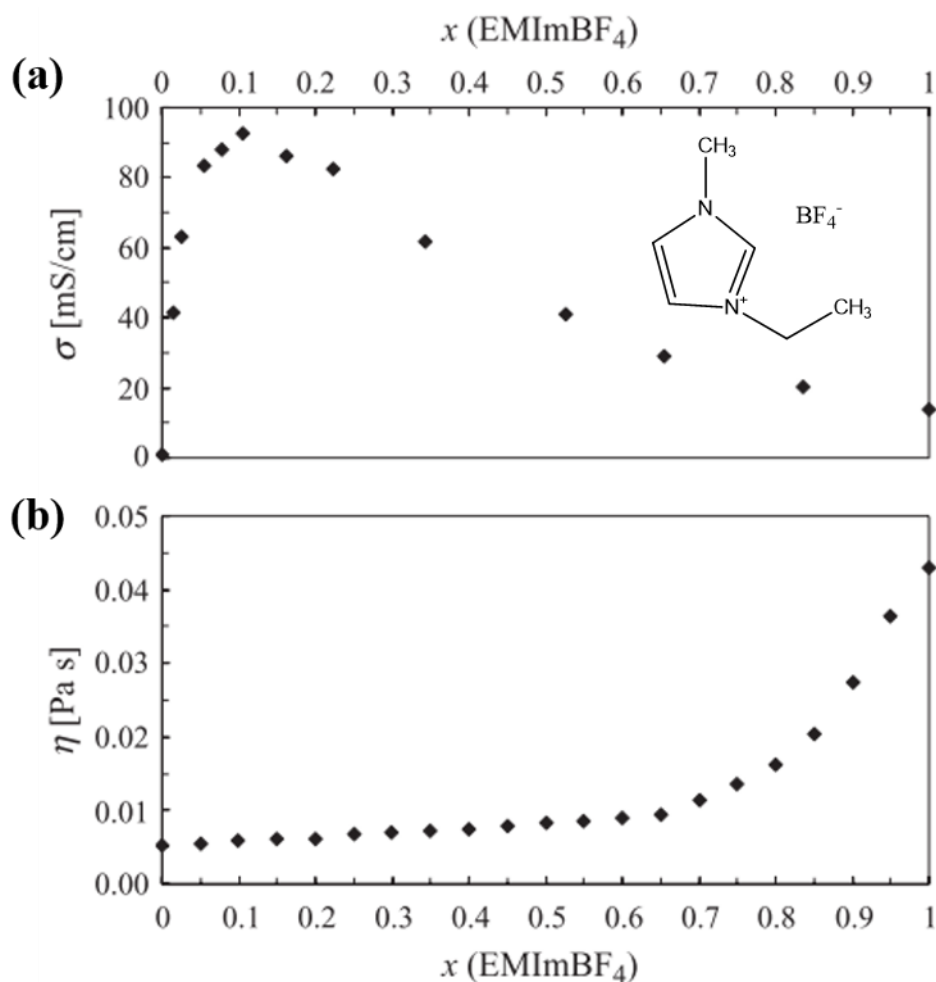 x (EMImBF₄)
(a)
0 0.1 0.2 0.3 0.4 0.5 0.6 0.7 0.8 0.9 1
100
80
60
40
20
0
σ [mS/cm]
CH₃
N
BF₄⁻
N⁺
CH₃
(b)
0.05
0.04
0.03
0.02
0.01
0.00
η [Pa s]
0 0.1 0.2 0.3 0.4 0.5 0.6 0.7 0.8 0.9 1
x (EMImBF₄)